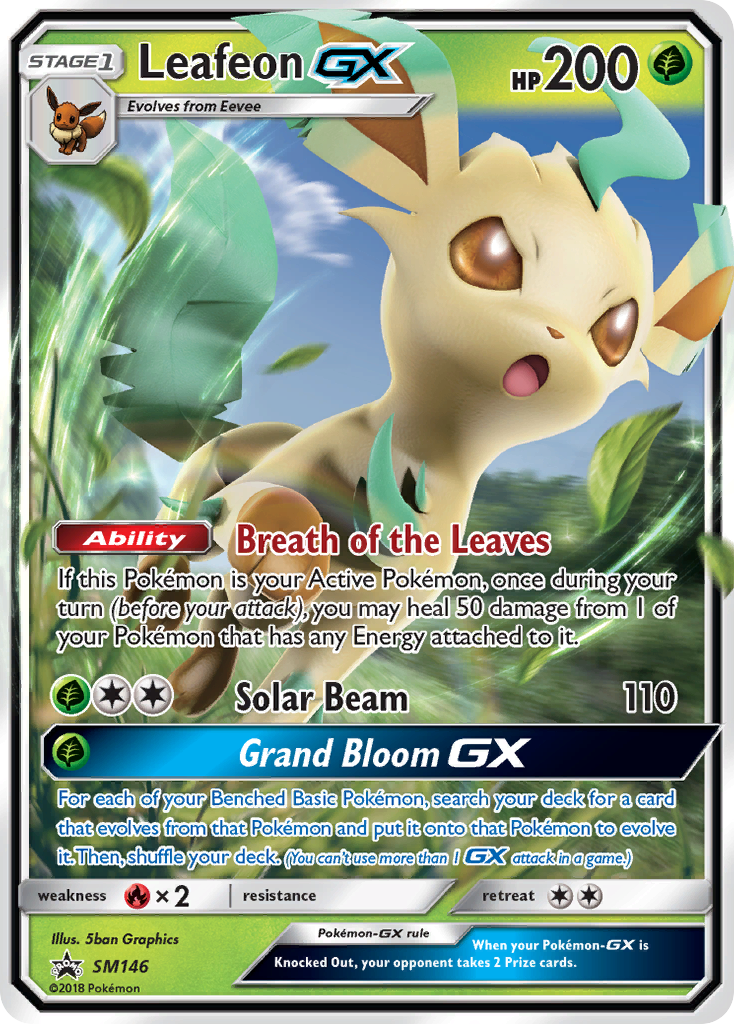 STAGE 1 Leafeon GX HP 200
Evolves from Eevee
Ability Breath of the Leaves
If this Pokémon is your Active Pokémon, once during your
turn (before your attack), you may heal 50 damage from 1 of
your Pokémon that has any Energy attached to it.
Solar Beam 110
Grand Bloom GX
For each of your Benched Basic Pokémon, search your deck for a card
that evolves from that Pokémon and put it onto that Pokémon to evolve
it. Then, shuffle your deck. (You can't use more than 1 GX attack in a game.)
weakness ×2 resistance retreat
Illus. 5ban Graphics
PROMO SM146
©2018 Pokémon
Pokémon-GX rule
When your Pokémon-GX is
Knocked Out, your opponent takes 2 Prize cards.